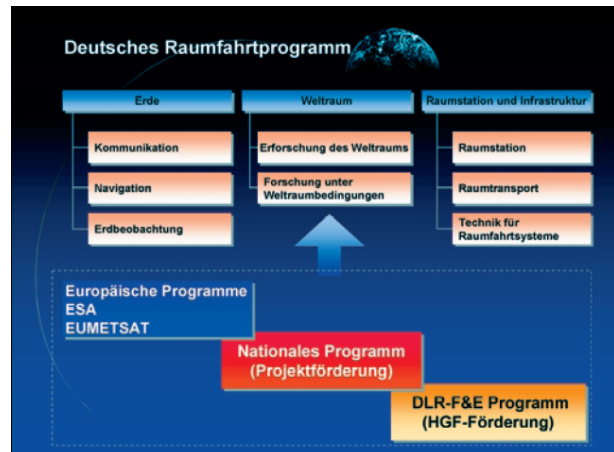 Deutsches Raumfahrtprogramm
Erde
Kommunikation
Navigation
Erdbeobachtung
Weltraum
Erforschung des Weltraums
Forschung unter
Weltraumbedingungen
Raumstation und Infrastruktur
Raumstation
Raumtransport
Technik für
Raumfahrtsysteme
Europäische Programme
ESA
EUMETSAT
Nationales Programm
(Projektförderung)
DLR-F&E Programm
(HGF-Förderung)